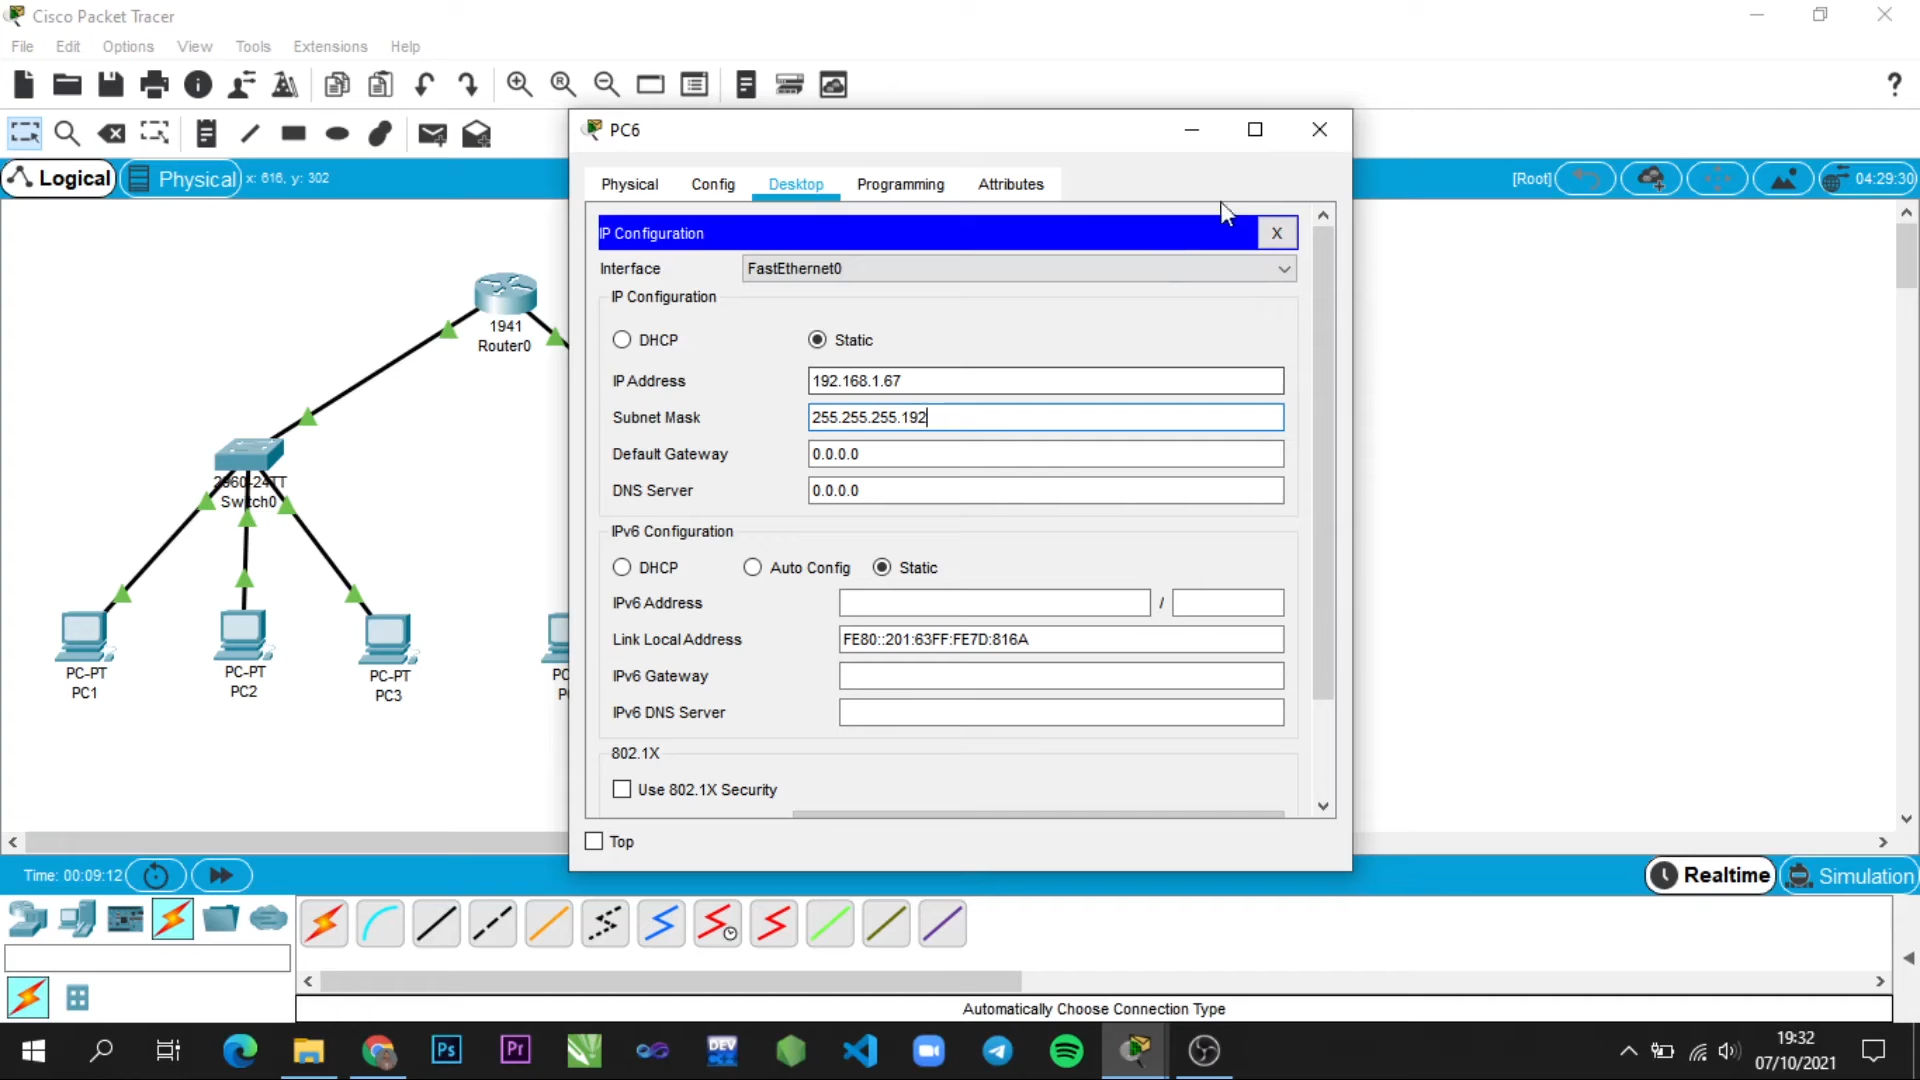 Cisco Packet Tracer
File Edit Options View Tools Extensions Help
PC6
Logical
Physical
x: 616, y: 302
[Root]
04:29:30
Physical Config Desktop Programming Attributes
IP Configuration
X
Interface
FastEthernet0
IP Configuration
DHCP
Static
IP Address
192.168.1.67
Subnet Mask
255.255.255.192
Default Gateway
0.0.0.0
DNS Server
0.0.0.0
IPv6 Configuration
DHCP
Auto Config
Static
IPv6 Address
/
Link Local Address
FE80::201:63FF:FE7D:816A
IPv6 Gateway
IPv6 DNS Server
802.1X
Use 802.1X Security
Top
1941
Router0
2960-24TT
Switch0
PC-PT
PC1
PC-PT
PC2
PC-PT
PC3
Time: 00:09:12
Realtime
Simulation
Automatically Choose Connection Type
Ps
Pr
DEV
19:32
07/10/2021